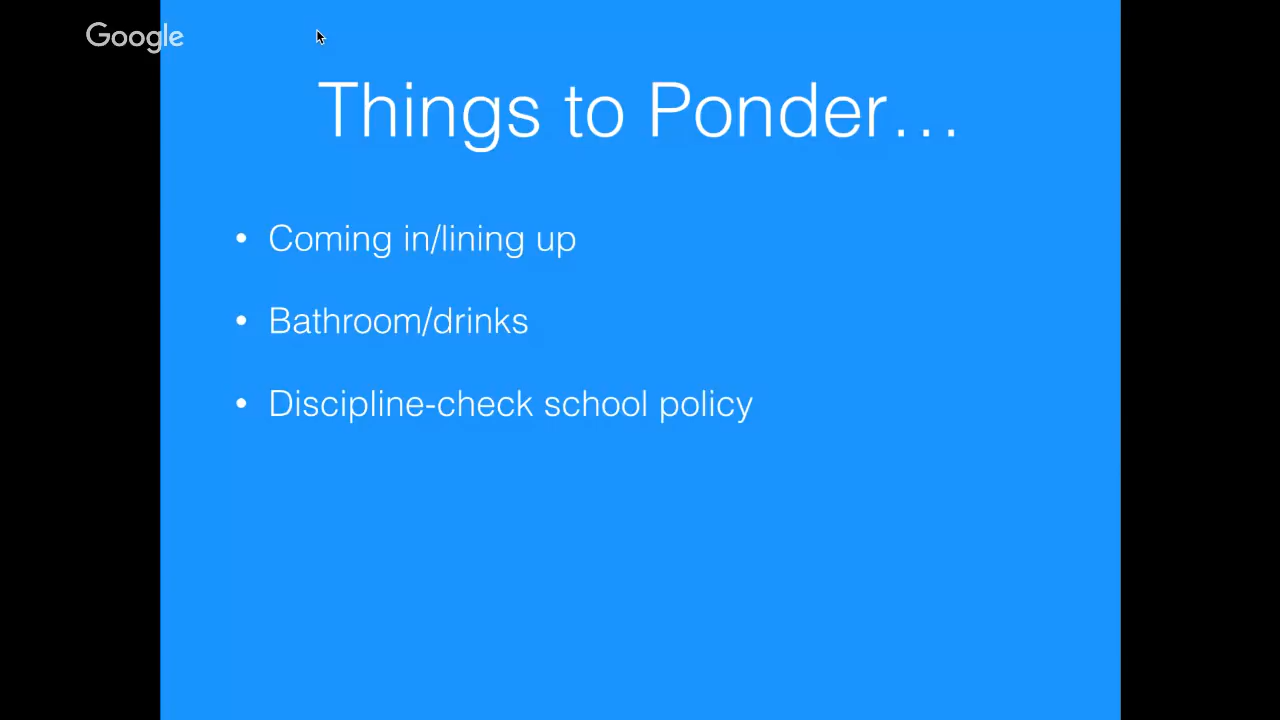 Google
Things to Ponder…
• Coming in/lining up
• Bathroom/drinks
• Discipline-check school policy